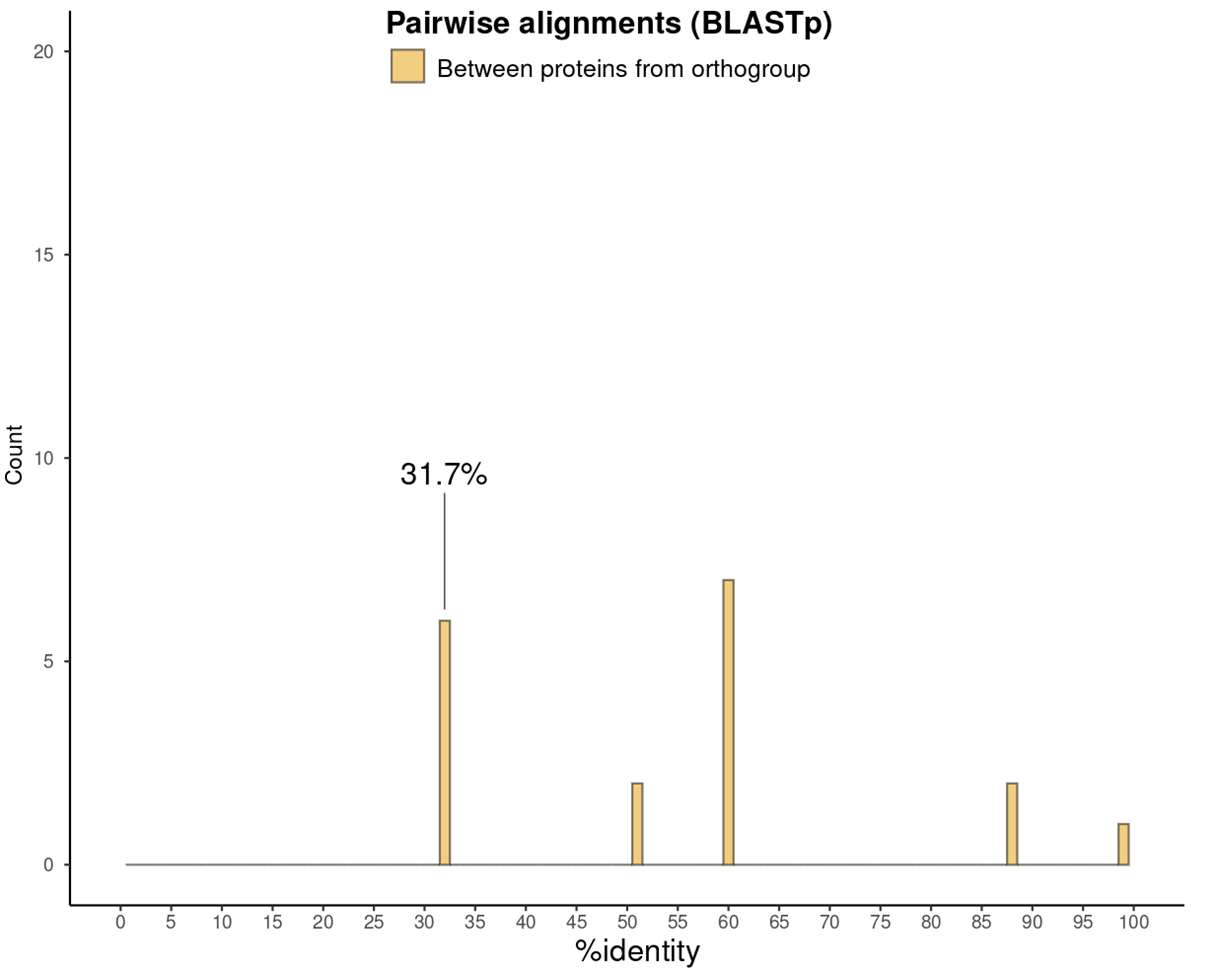 Pairwise alignments (BLASTp)
Between proteins from orthogroup
20
15
10
5
0
Count
31.7%
0 5 10 15 20 25 30 35 40 45 50 55 60 65 70 75 80 85 90 95 100
%identity